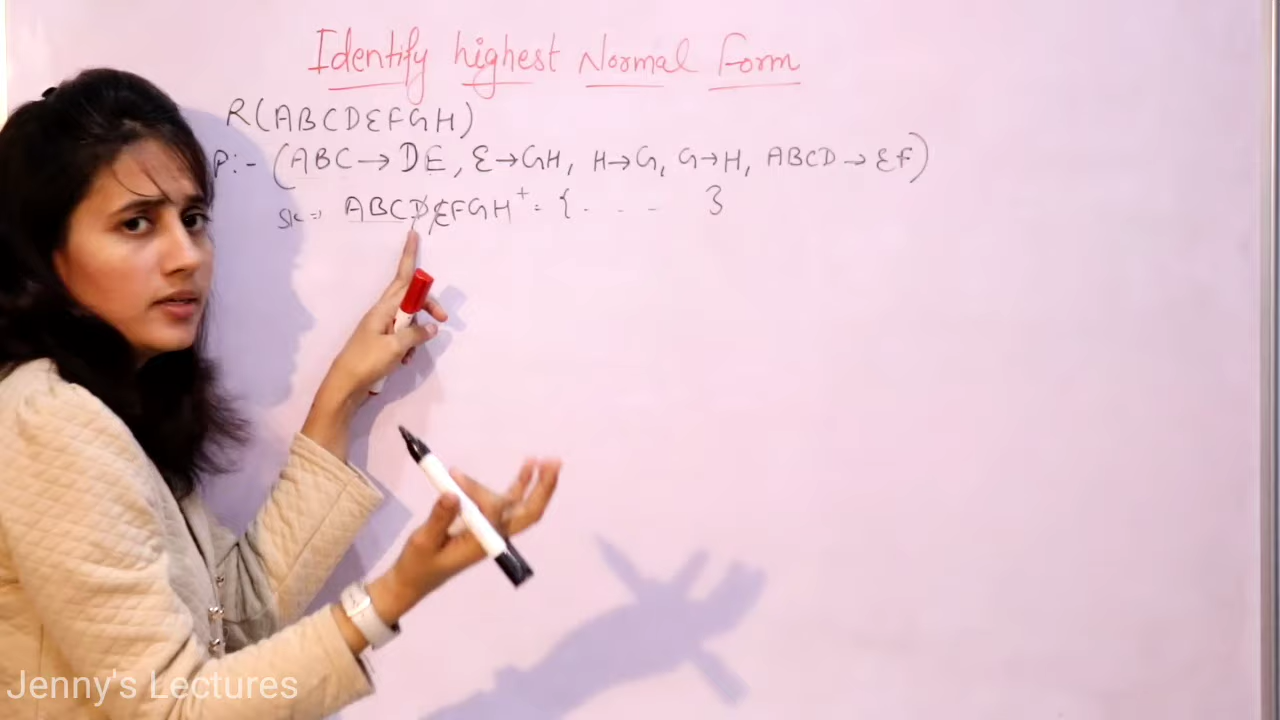 Identify highest Normal Form
R(ABCDEFGH)
P:- (ABC→DE, E→GH, H→G, G→H, ABCD→EF)
SK⇒ ABCDEFGH⁺ = {. . . }
Jenny's Lectures